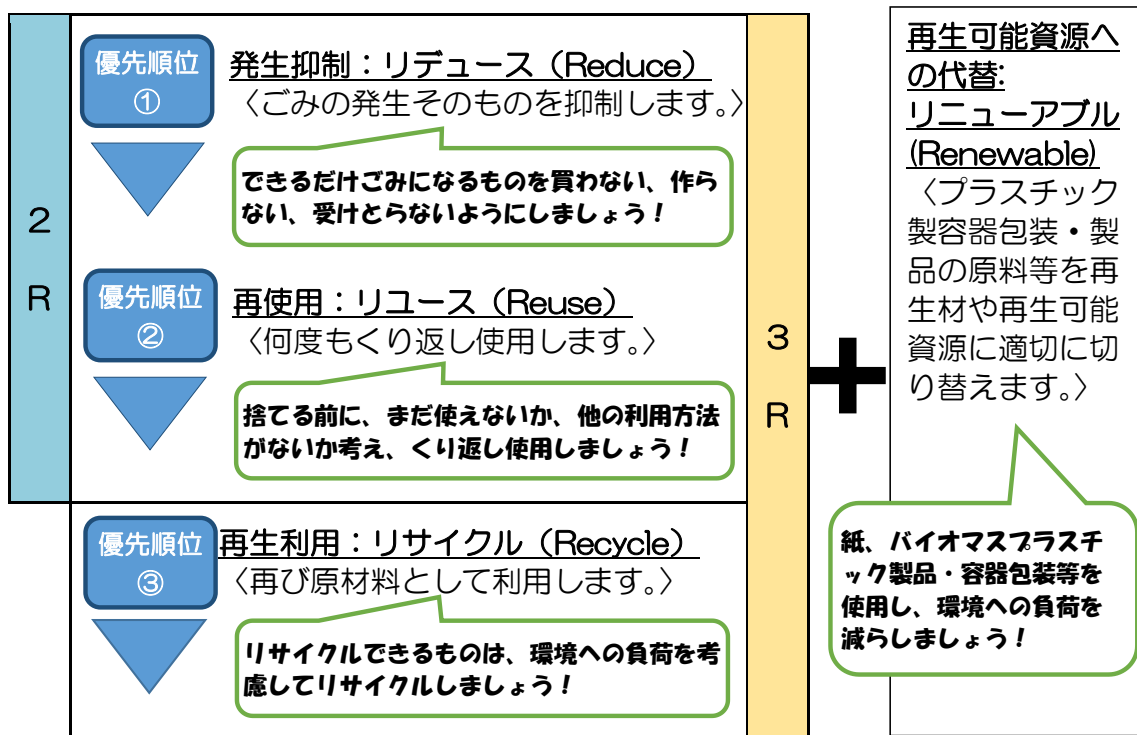 2
R
優先順位
①
発生抑制：リデュース（Reduce）
〈ごみの発生そのものを抑制します。〉
できるだけごみになるものを買わない、作ら
ない、受けとらないようにしましょう！
優先順位
②
再使用：リユース（Reuse）
〈何度もくり返し使用します。〉
捨てる前に、まだ使えないか、他の利用方法
がないか考え、くり返し使用しましょう！
優先順位
③
再生利用：リサイクル（Recycle）
〈再び原材料として利用します。〉
リサイクルできるものは、環境への負荷を考
慮してリサイクルしましょう！
3
R
再生可能資源へ
の代替:
リニューアブル
(Renewable)
〈プラスチック
製容器包装・製
品の原料等を再
生材や再生可能
資源に適切に切
り替えます。〉
紙、バイオマスプラスチ
ック製品・容器包装等を
使用し、環境への負荷を
減らしましょう！